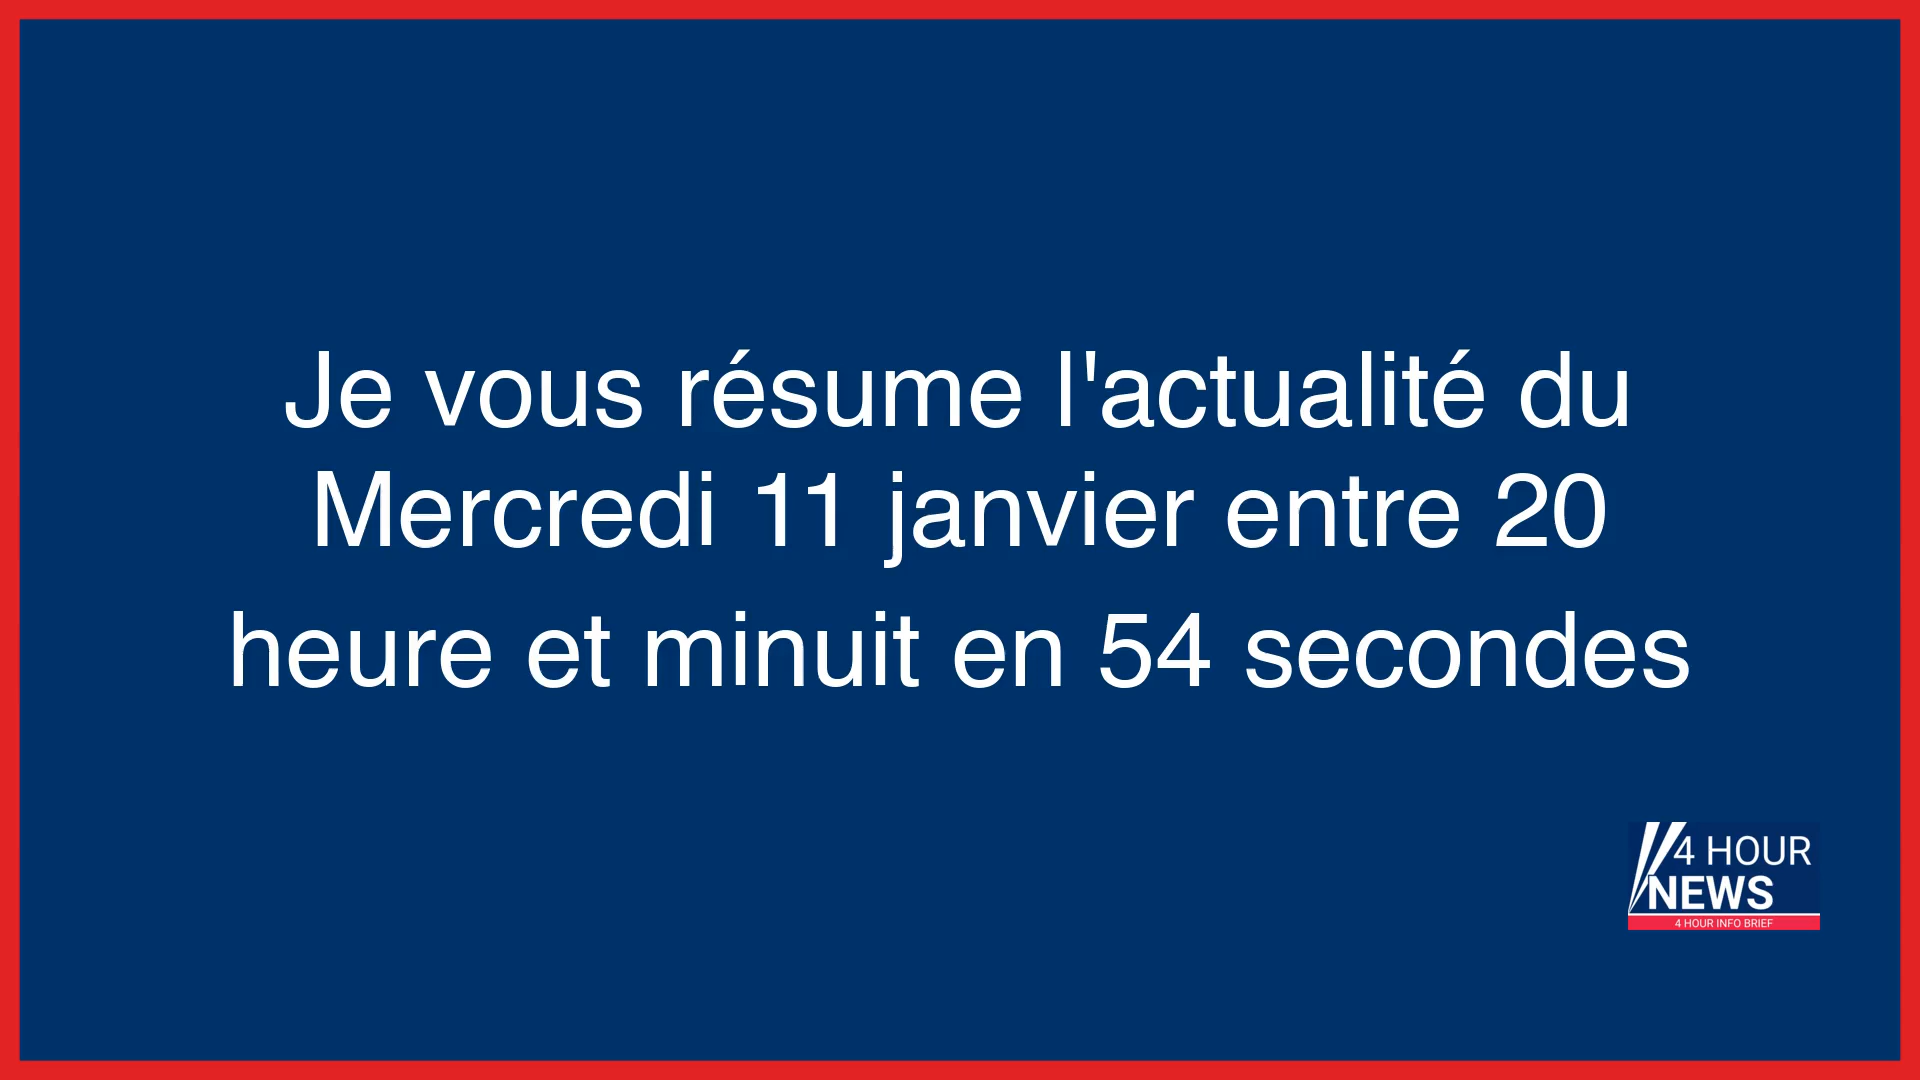 Je vous résume l'actualité du
Mercredi 11 janvier entre 20
heure et minuit en 54 secondes
4 HOUR
NEWS
4 HOUR INFO BRIEF